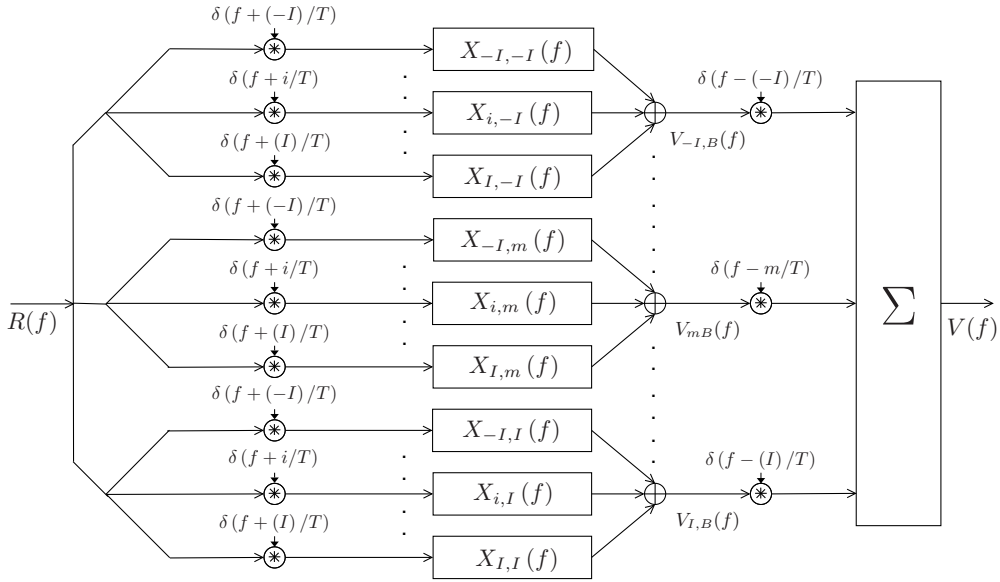 δ(f + (−I)/T)
X_{−I,−I}(f)
δ(f + i/T)
δ(f − (−I)/T)
X_{i,−I}(f)
δ(f + (I)/T)
V_{−I,B}(f)
X_{I,−I}(f)
δ(f + (−I)/T)
X_{−I,m}(f)
δ(f + i/T)
δ(f − m/T)
R(f)
X_{i,m}(f)
Σ
V(f)
δ(f + (I)/T)
V_{mB}(f)
X_{I,m}(f)
δ(f + (−I)/T)
X_{−I,I}(f)
δ(f + i/T)
δ(f − (I)/T)
X_{i,I}(f)
δ(f + (I)/T)
V_{I,B}(f)
X_{I,I}(f)